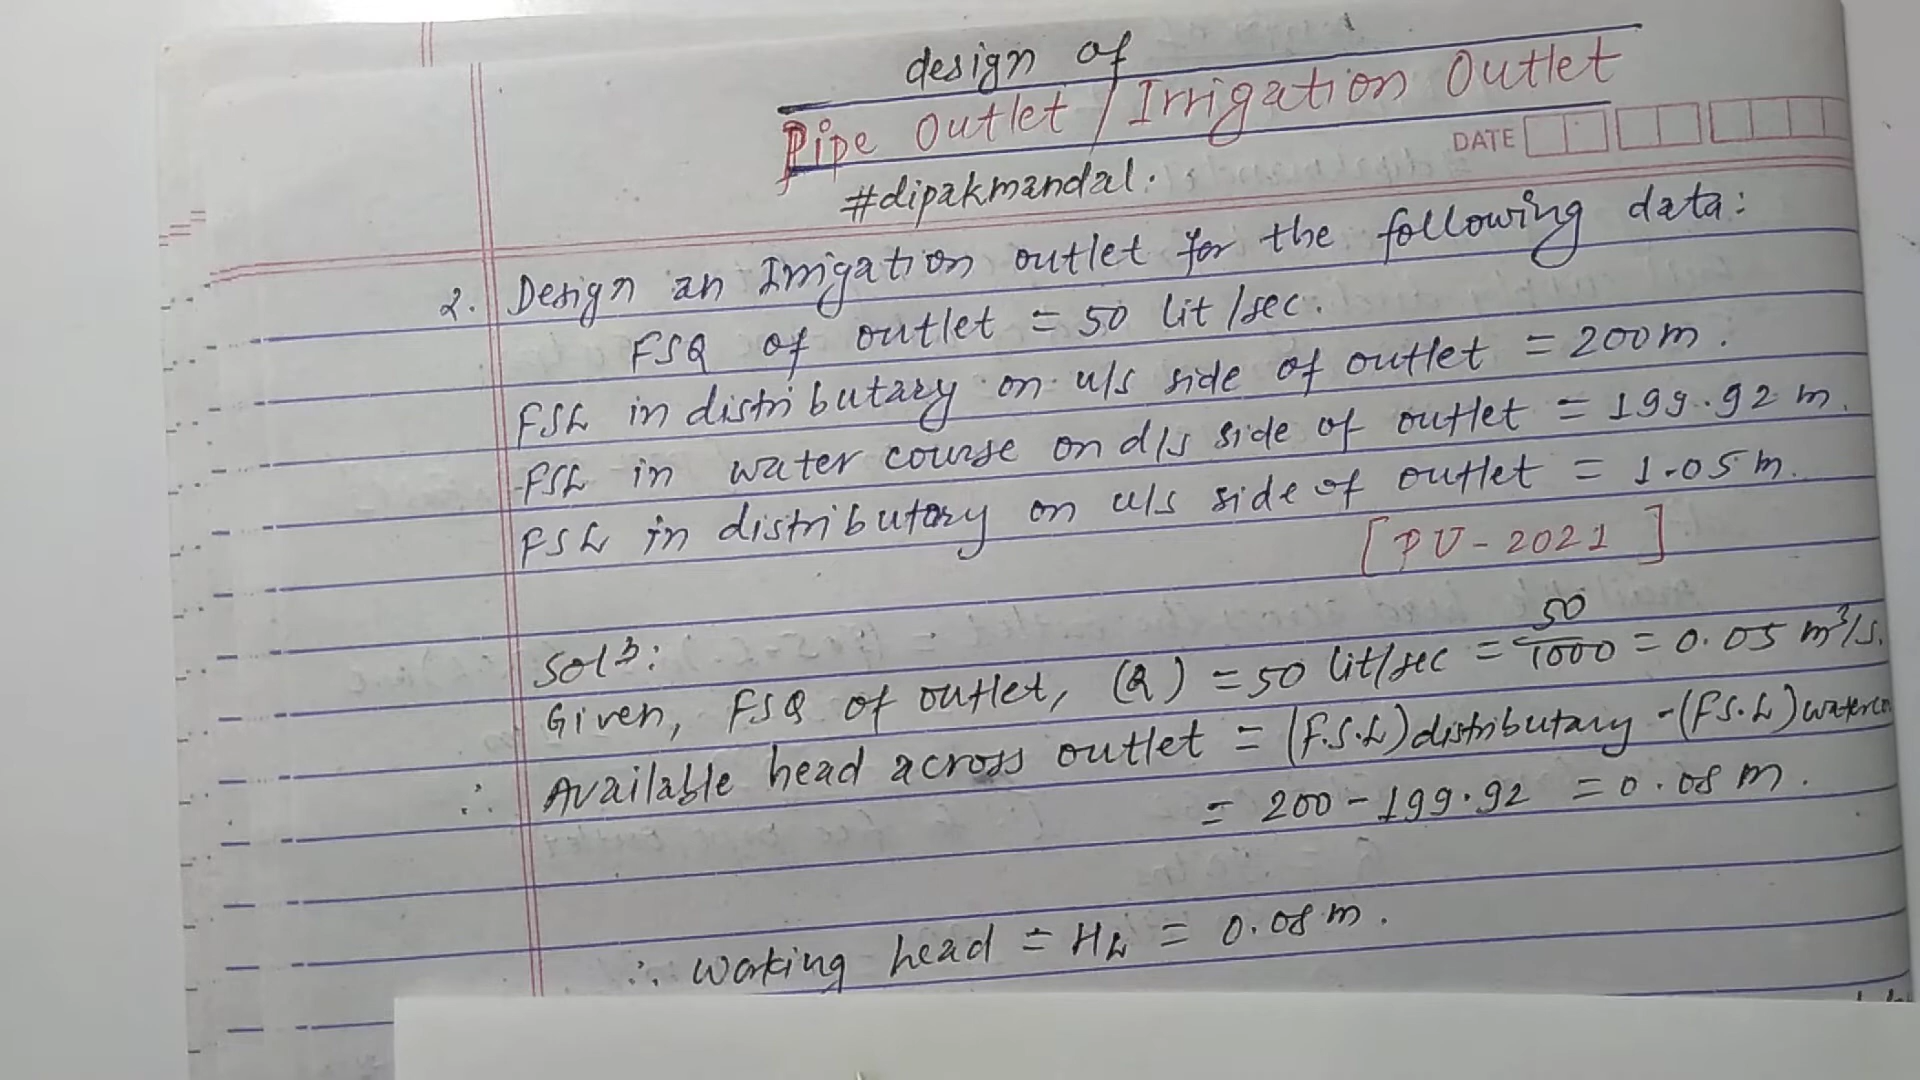 design of
Pipe Outlet / Irrigation Outlet
DATE
#dipakmandal.
2. Design an Irrigation outlet for the following data:
FSQ of outlet = 50 lit/sec.
FSL in distributary on u/s side of outlet = 200m.
FSL in water course on d/s side of outlet = 199.92 m.
FSL in distributary on u/s side of outlet = 1.05 m.
[PU-2021]
Solⁿ:
Given, FSQ of outlet, (Q) = 50 lit/sec = 50/1000 = 0.05 m³/s.
∴ Available head across outlet = (F.S.L) distributary - (F.S.L) waterco
= 200 - 199.92 = 0.08 m.
∴ Working head = HL = 0.08 m.